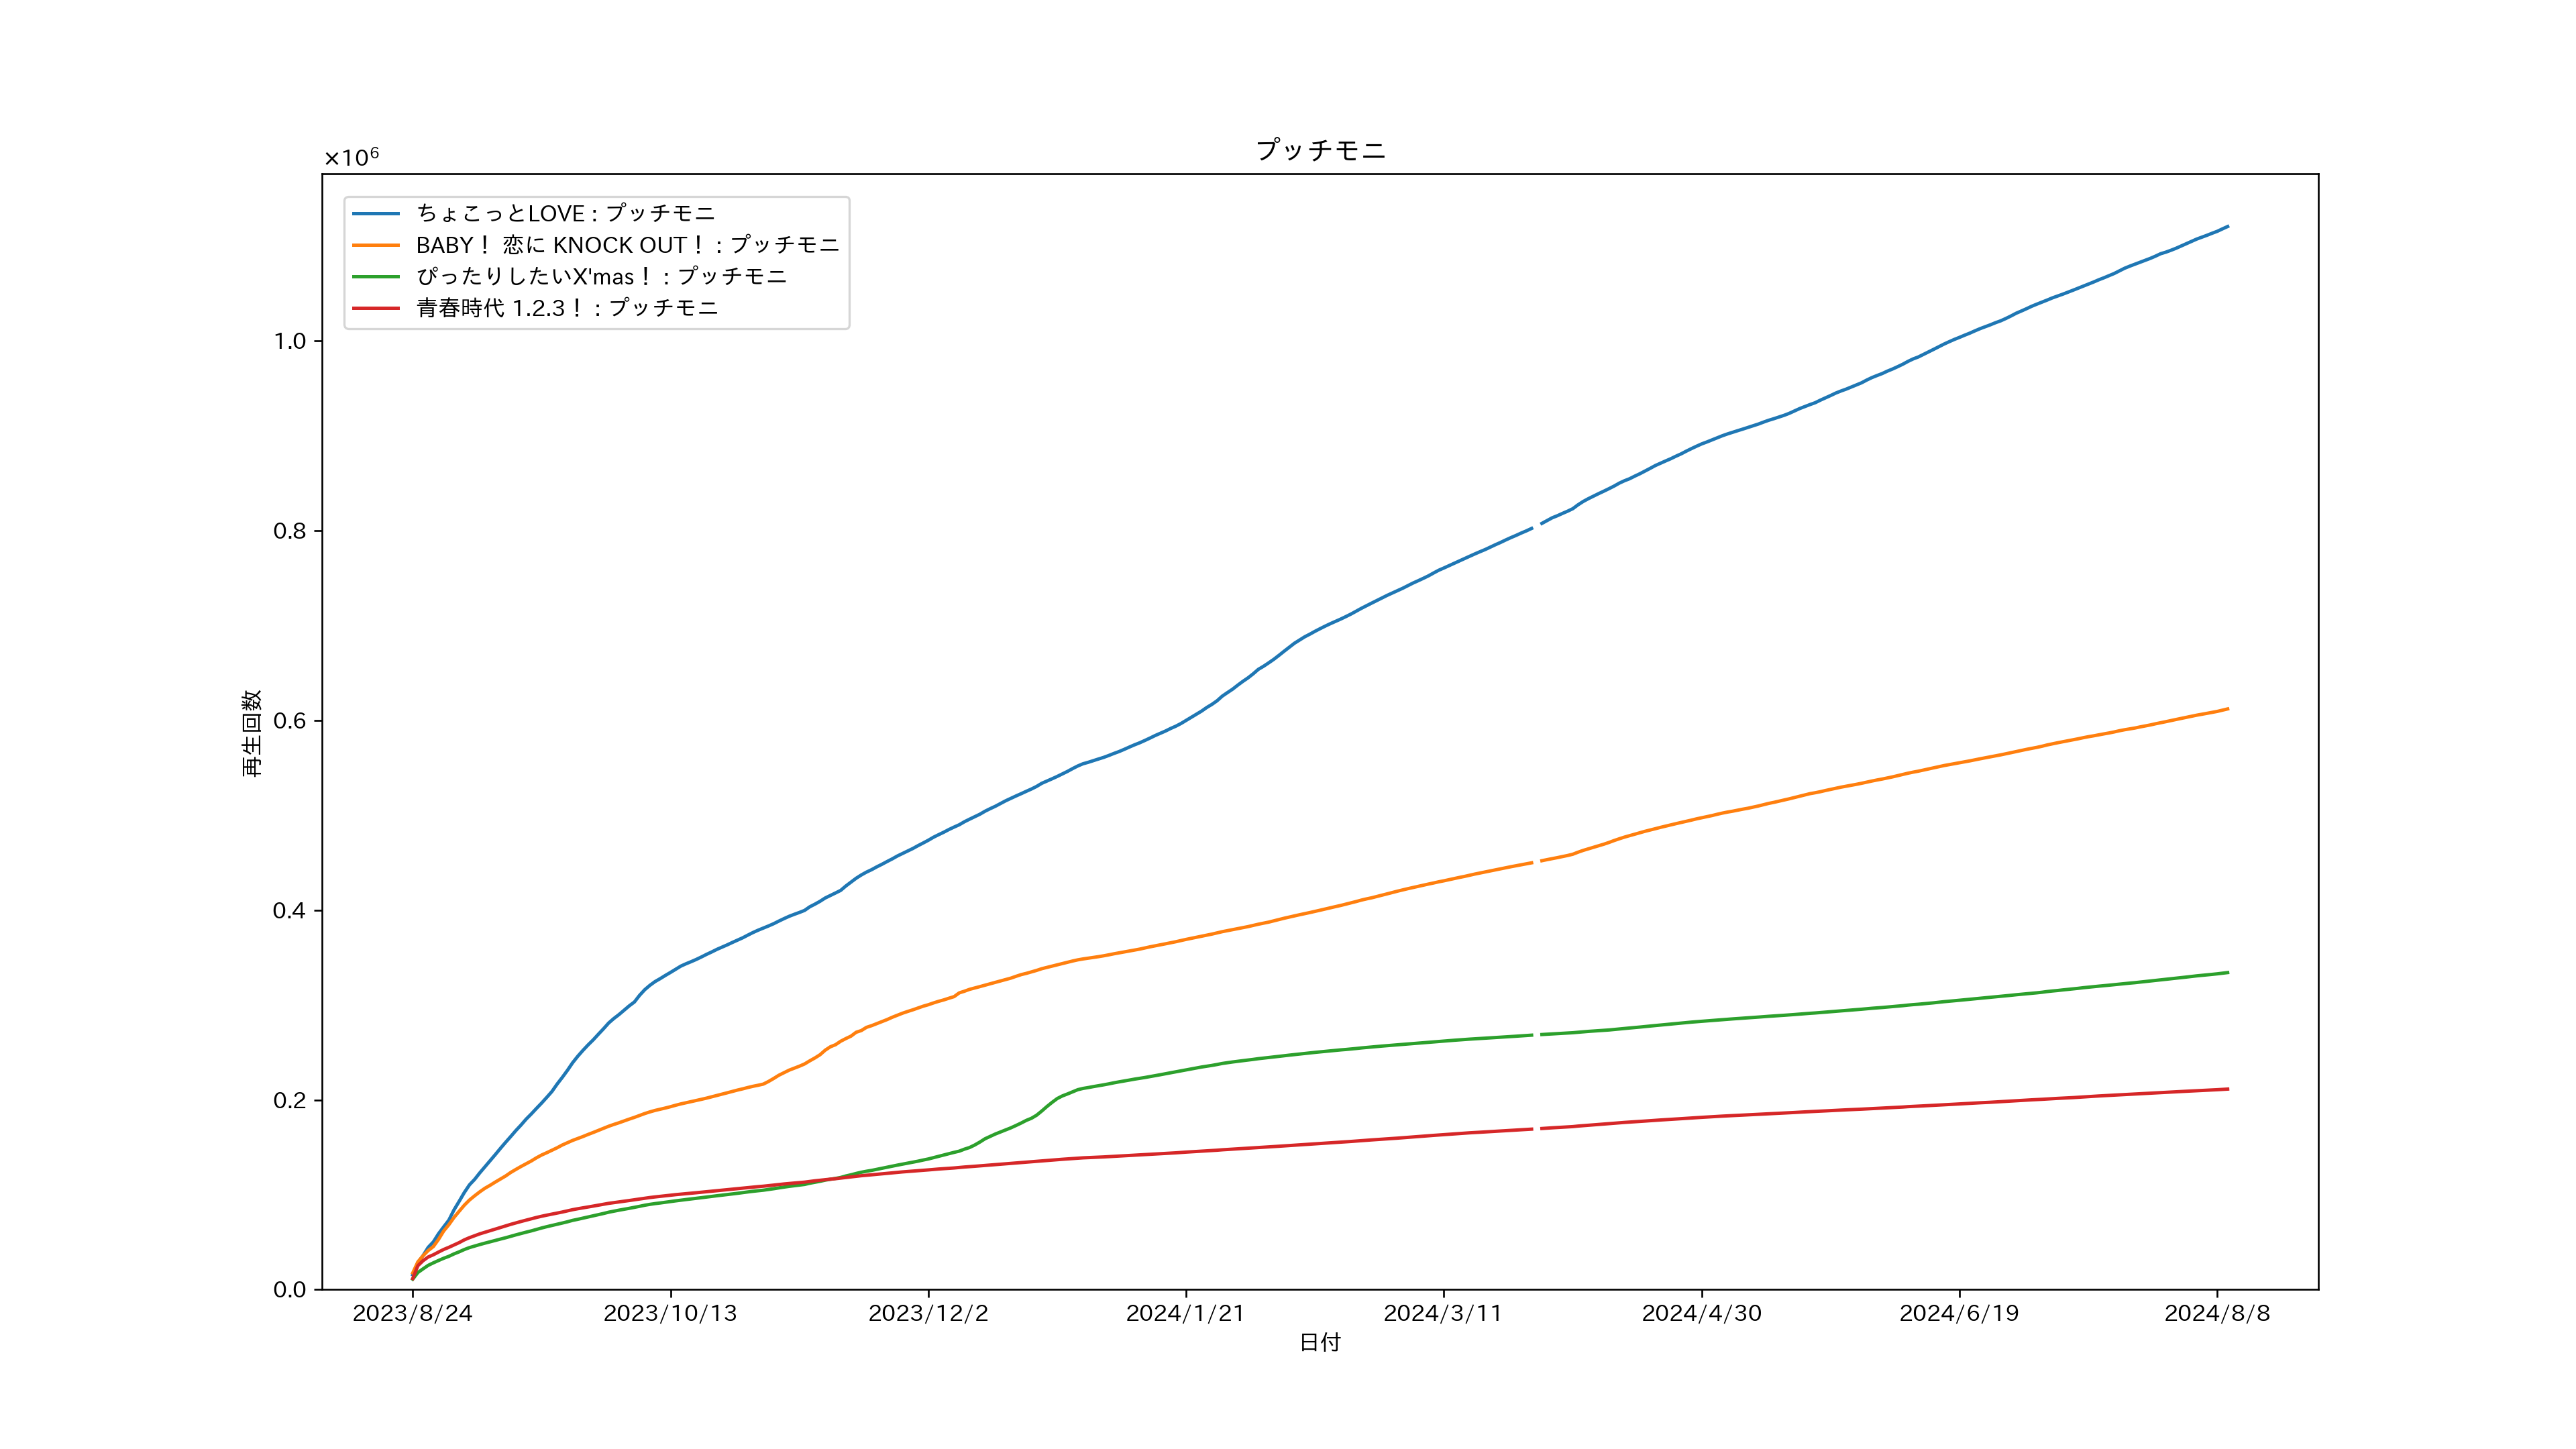 プッチモニ
×10⁶
ちょこっとLOVE : プッチモニ
BABY！ 恋に KNOCK OUT！ : プッチモニ
ぴったりしたいX'mas！ : プッチモニ
青春時代 1.2.3！ : プッチモニ
1.0
0.8
0.6
0.4
0.2
0.0
再生回数
2023/8/24 2023/10/13 2023/12/2 2024/1/21 2024/3/11 2024/4/30 2024/6/19 2024/8/8
日付